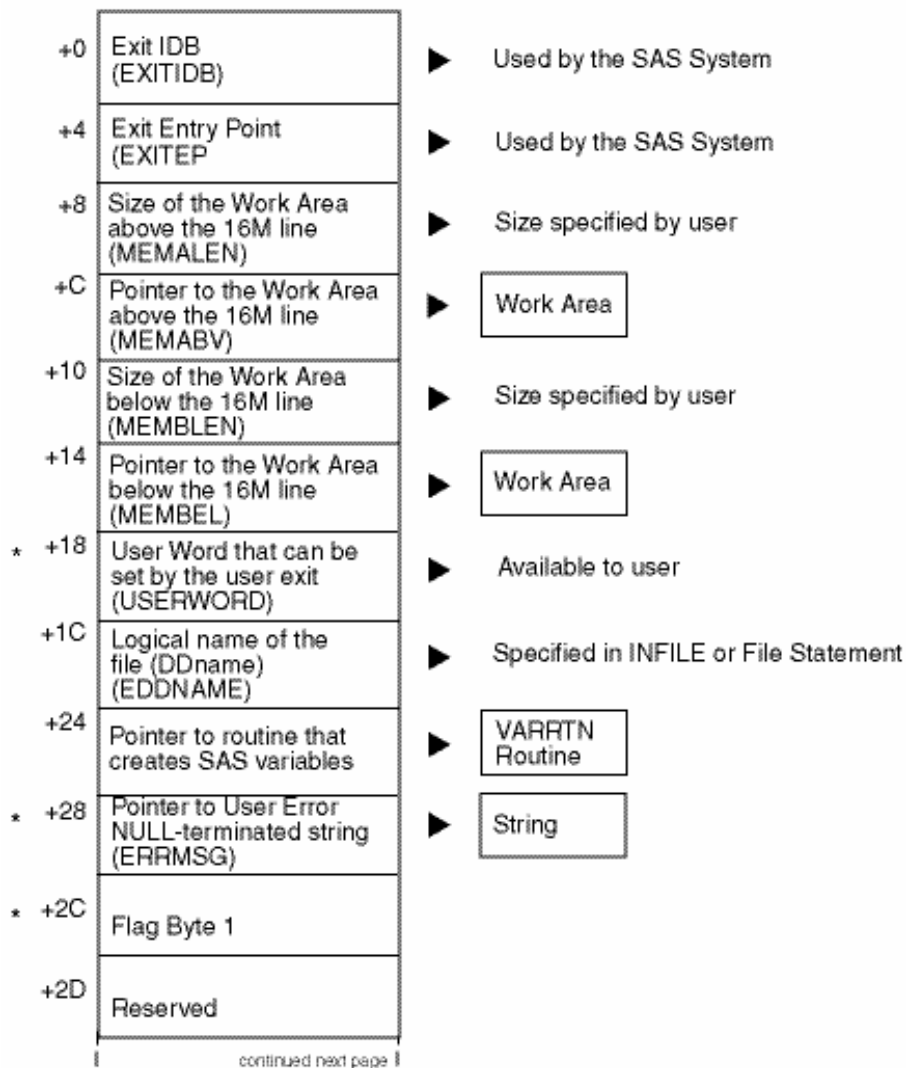 +0 Exit IDB
(EXITIDB)
Used by the SAS System
+4 Exit Entry Point
(EXITEP
Used by the SAS System
+8 Size of the Work Area
above the 16M line
(MEMALEN)
Size specified by user
+C Pointer to the Work Area
above the 16M line
(MEMABV)
Work Area
+10 Size of the Work Area
below the 16M line
(MEMBLEN)
Size specified by user
+14 Pointer to the Work Area
below the 16M line
(MEMBEL)
Work Area
* +18 User Word that can be
set by the user exit
(USERWORD)
Available to user
+1C Logical name of the
file (DDname)
(EDDNAME)
Specified in INFILE or File Statement
+24 Pointer to routine that
creates SAS variables
VARRTN
Routine
* +28 Pointer to User Error
NULL-terminated string
(ERRMSG)
String
* +2C Flag Byte 1
+2D Reserved
continued next page